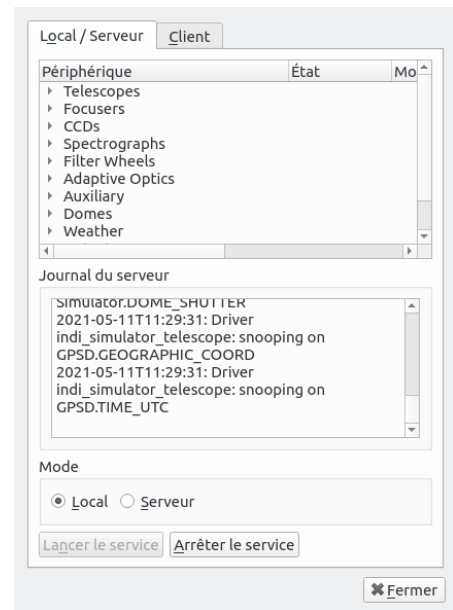 Local / Serveur
Client
Périphérique État Mo
Telescopes
Focusers
CCDs
Spectrographs
Filter Wheels
Adaptive Optics
Auxiliary
Domes
Weather
Journal du serveur
Simulator.DOME_SHUTTER
2021-05-11T11:29:31: Driver
indi_simulator_telescope: snooping on
GPSD.GEOGRAPHIC_COORD
2021-05-11T11:29:31: Driver
indi_simulator_telescope: snooping on
GPSD.TIME_UTC
Mode
Local Serveur
Lancer le service Arrêter le service
Fermer